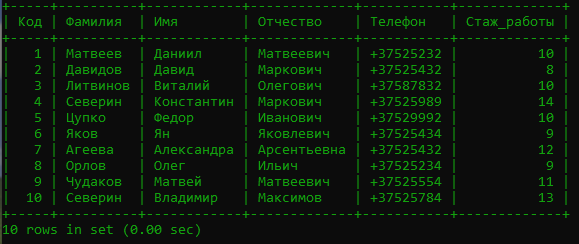 +-----+----------+------------+-------------+-----------+-------------+
| Код | Фамилия  | Имя        | Отчество    | Телефон   | Стаж_работы |
+-----+----------+------------+-------------+-----------+-------------+
|   1 | Матвеев  | Даниил     | Матвеевич   | +37525232 |          10 |
|   2 | Давидов  | Давид      | Маркович    | +37525432 |           8 |
|   3 | Литвинов | Виталий    | Олегович    | +37587832 |          10 |
|   4 | Северин  | Константин | Маркович    | +37525989 |          14 |
|   5 | Цупко    | Федор      | Иванович    | +37529992 |          10 |
|   6 | Яков     | Ян         | Яковлевич   | +37525434 |           9 |
|   7 | Агеева   | Александра | Арсентьевна | +37525432 |          12 |
|   8 | Орлов    | Олег       | Ильич       | +37525234 |           9 |
|   9 | Чудаков  | Матвей     | Матвеевич   | +37525554 |          11 |
|  10 | Северин  | Владимир   | Максимов    | +37525784 |          13 |
+-----+----------+------------+-------------+-----------+-------------+
10 rows in set (0.00 sec)